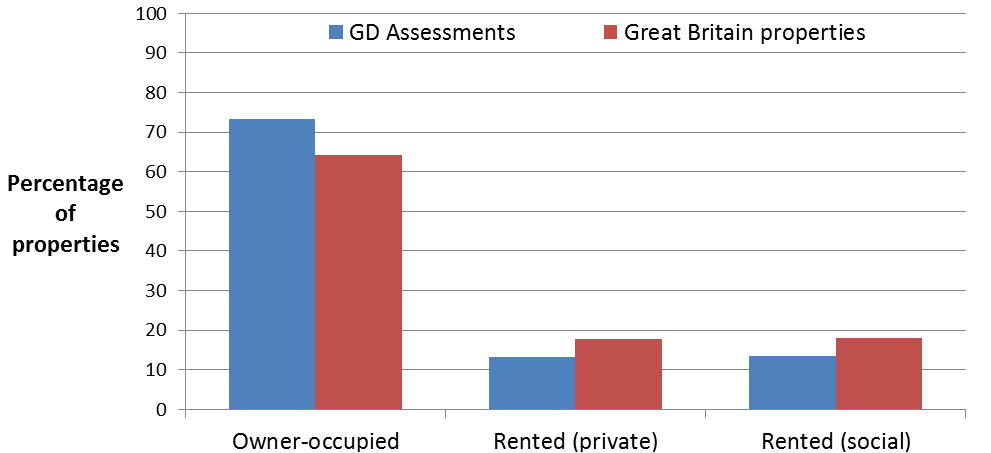 100
90
80
70
60
50
40
30
20
10
0
GD Assessments
Great Britain properties
Percentage
of
properties
Owner-occupied
Rented (private)
Rented (social)